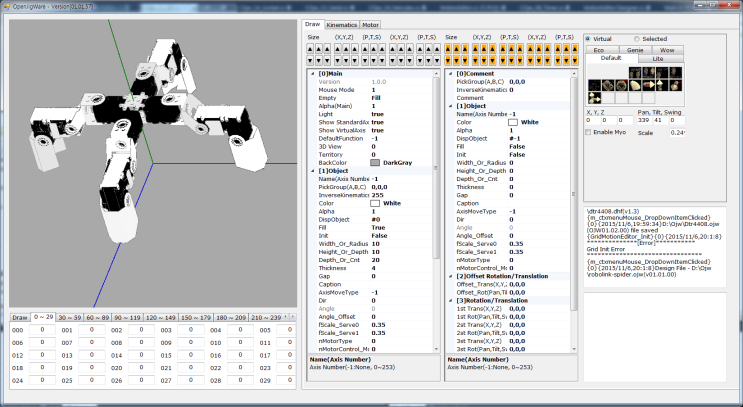 OpenJigWare - Version[01.01.57]
Draw Kinematics Motor
Size (X,Y,Z) (P,T,S) (X,Y,Z) (P,T,S)
Size (X,Y,Z) (P,T,S) (X,Y,Z) (P,T,S)
[0]Main
Version 1.0.0
Mouse Mode 1
Empty Fill
Alpha(Main) 1
Light true
Show StandardAxis true
Show VirtualAxis true
DefaultFunction -1
3D View 0
Territory 0
BackColor DarkGray
[1]Object
Name(Axis Number -1
PickGroup(A,B,C) 0,0,0
InverseKinematics 255
Color White
Alpha 1
DispObject #0
Fill True
Init False
Width_Or_Radius 10
Height_Or_Depth 10
Depth_Or_Cnt 20
Thickness 4
Gap 0
Caption
AxisMoveType -1
Dir 0
Angle 0
Angle_Offset 0
fScale_Serve0 0.35
fScale_Serve1 0.35
nMotorType 0
nMotorControl_Mo 0
Name(Axis Number)
Axis Number(-1:None, 0~253)
[0]Comment
PickGroup(A,B,C) 0,0,0
InverseKinematics 0
Comment
[1]Object
Name(Axis Number -1
Color White
Alpha 1
DispObject #-1
Fill False
Init False
Width_Or_Radius 0
Height_Or_Depth 0
Depth_Or_Cnt 0
Thickness 0
Gap 0
Caption
AxisMoveType -1
Dir 0
Angle 0
Angle_Offset 0
fScale_Serve0 0.35
fScale_Serve1 0.35
nMotorType 0
nMotorControl_Mo 0
[2]Offset Rotation/Translation
Offset_Trans(X,Y, 0,0,0
Offset_Rot(Pan,Til 0,0,0
[3]Rotation/Translation
1st Trans(X,Y,Z) 0,0,0
1st Rot(Pan,Tilt,Sw 0,0,0
2st Trans(X,Y,Z) 0,0,0
2st Rot(Pan,Tilt,Sw 0,0,0
3st Trans(X,Y,Z) 0,0,0
3st Rot(Pan,Tilt,Sw 0,0,0
Name(Axis Number)
Axis Number(-1:None, 0~253)
Virtual Selected
Eco Genie Wow
Default Lite
X, Y, Z Pan, Tilt, Swing
0 0 0 339 41 0
Enable Myo Scale 0.249
\dtr4408.dhf(v1.3)
{m_ctxmenuMouse_DropDownItemClicked}
{0}{2015/11/6,19:59:34}D:\Ojw\Dtr4408.ojw
(OJW01.02.00) file saved
{GridMotionEditor_Init}{0}{2015/11/6,20:1:8}
[Error]
Grid Init Error
{m_ctxmenuMouse_DropDownItemClicked}
{0}{2015/11/6,20:1:8}Design File - D:\Ojw
\robolink-spider.ojw(v01.01.00)
Draw 0 ~ 29 30 ~ 59 60 ~ 89 90 ~ 119 120 ~ 149 150 ~ 179 180 ~ 209 210 ~ 239
000 0 001 0 002 0 003 0 004 0 005 0
006 0 007 0 008 0 009 0 010 0 011 0
012 0 013 0 014 0 015 0 016 0 017 0
018 0 019 0 020 0 021 0 022 0 023 0
024 0 025 0 026 0 027 0 028 0 029 0